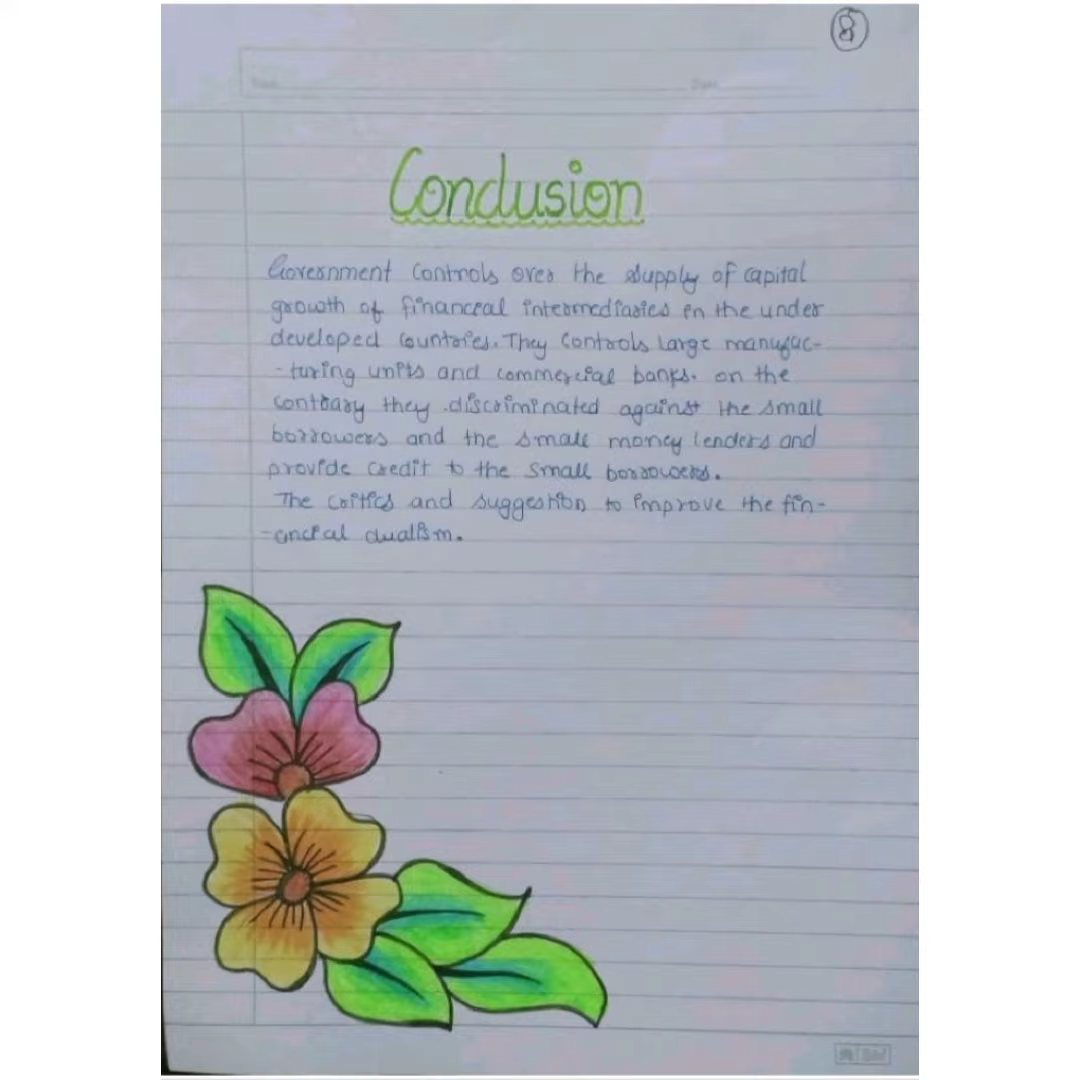 8
Conclusion
Government Controls over the supply of capital
growth of financial intermediaries in the under
developed countries. They Controls Large manufac-
-turing units and commercial banks. on the
contrary they discriminated against the small
borrowers and the small money lenders and
provide credit to the small borrowers.
The critics and suggestion to improve the fin-
-ancial dualism.